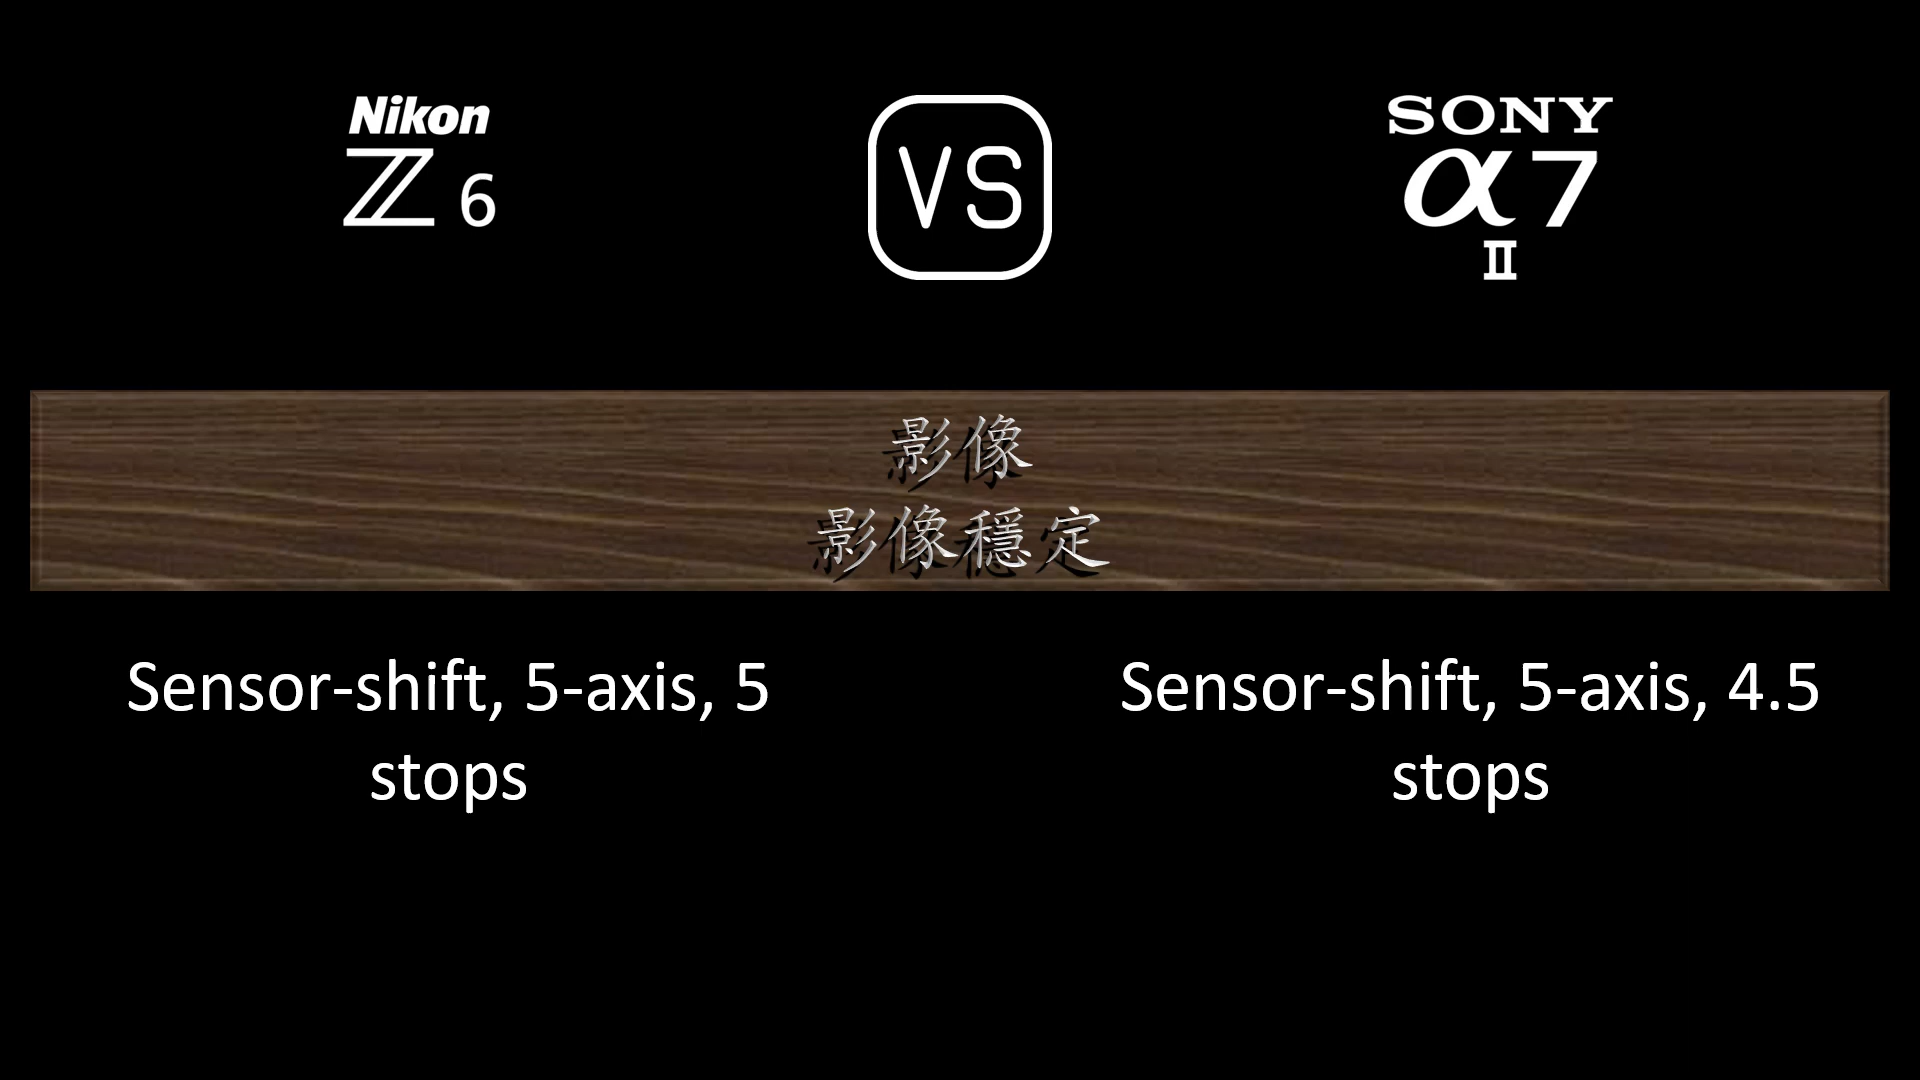 Nikon
Z 6
VS
SONY
α7
II
影像
影像穩定
Sensor-shift, 5-axis, 5
stops
Sensor-shift, 5-axis, 4.5
stops